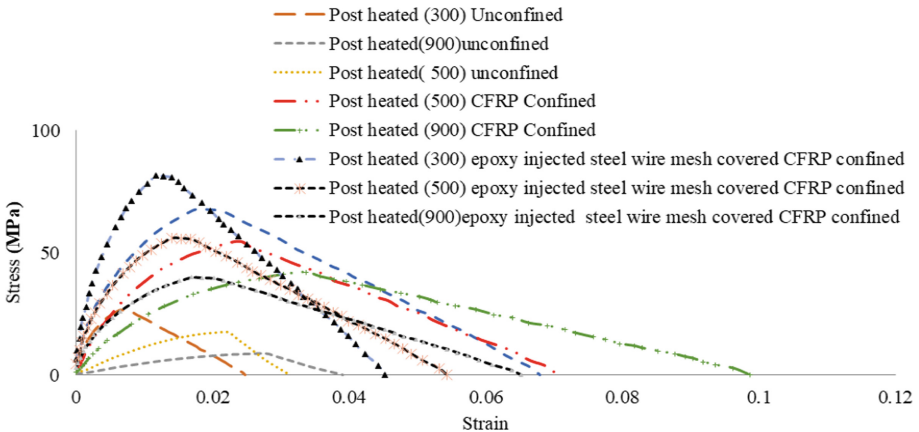 Post heated (300) Unconfined
Post heated(900)unconfined
Post heated( 500) unconfined
Post heated (500) CFRP Confined
Post heated (900) CFRP Confined
Post heated (300) epoxy injected steel wire mesh covered CFRP confined
Post heated (500) epoxy injected steel wire mesh covered CFRP confined
Post heated(900)epoxy injected steel wire mesh covered CFRP confined
100
50
0
Stress (MPa)
0
0.02
0.04
0.06
0.08
0.1
0.12
Strain